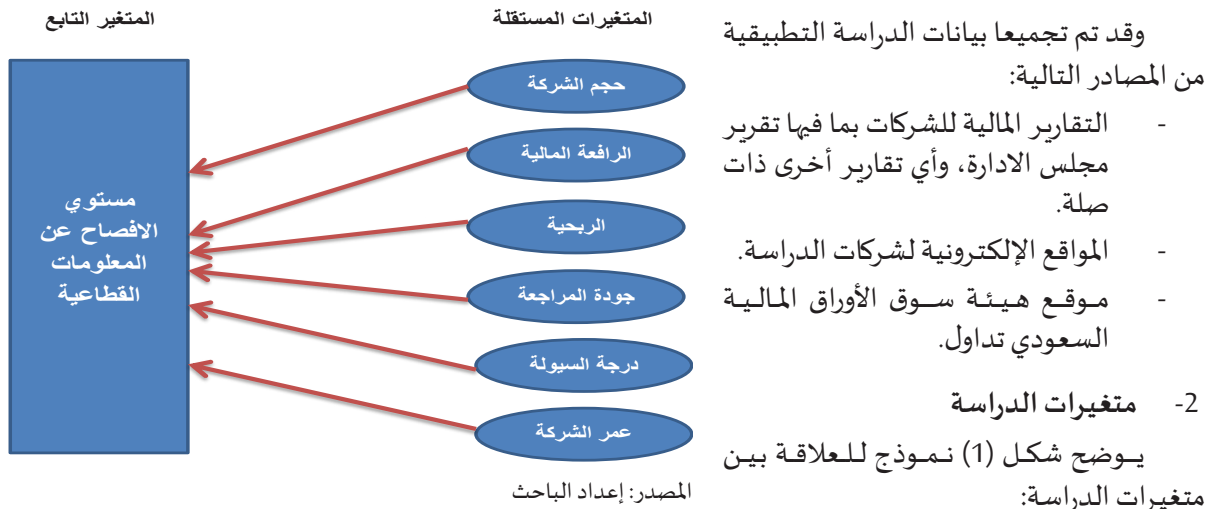 وقد تم تجميعا بيانات الدراسة التطبيقية
من المصادر التالية:
- التقارير المالية للشركات بما فيها تقرير
مجلس الادارة، وأي تقارير أخرى ذات
صلة.
- المواقع الإلكترونية لشركات الدراسة.
- موقع هيئة سوق الأوراق المالية
السعودي تداول.
2- متغيرات الدراسة
يوضح شكل (1) نموذج للعلاقة بين
متغيرات الدراسة:
المتغيرات المستقلة
المتغير التابع
حجم الشركة
الرافعة المالية
الربحية
جودة المراجعة
درجة السيولة
عمر الشركة
مستوي
الافصاح عن
المعلومات
القطاعية
المصدر: إعداد الباحث